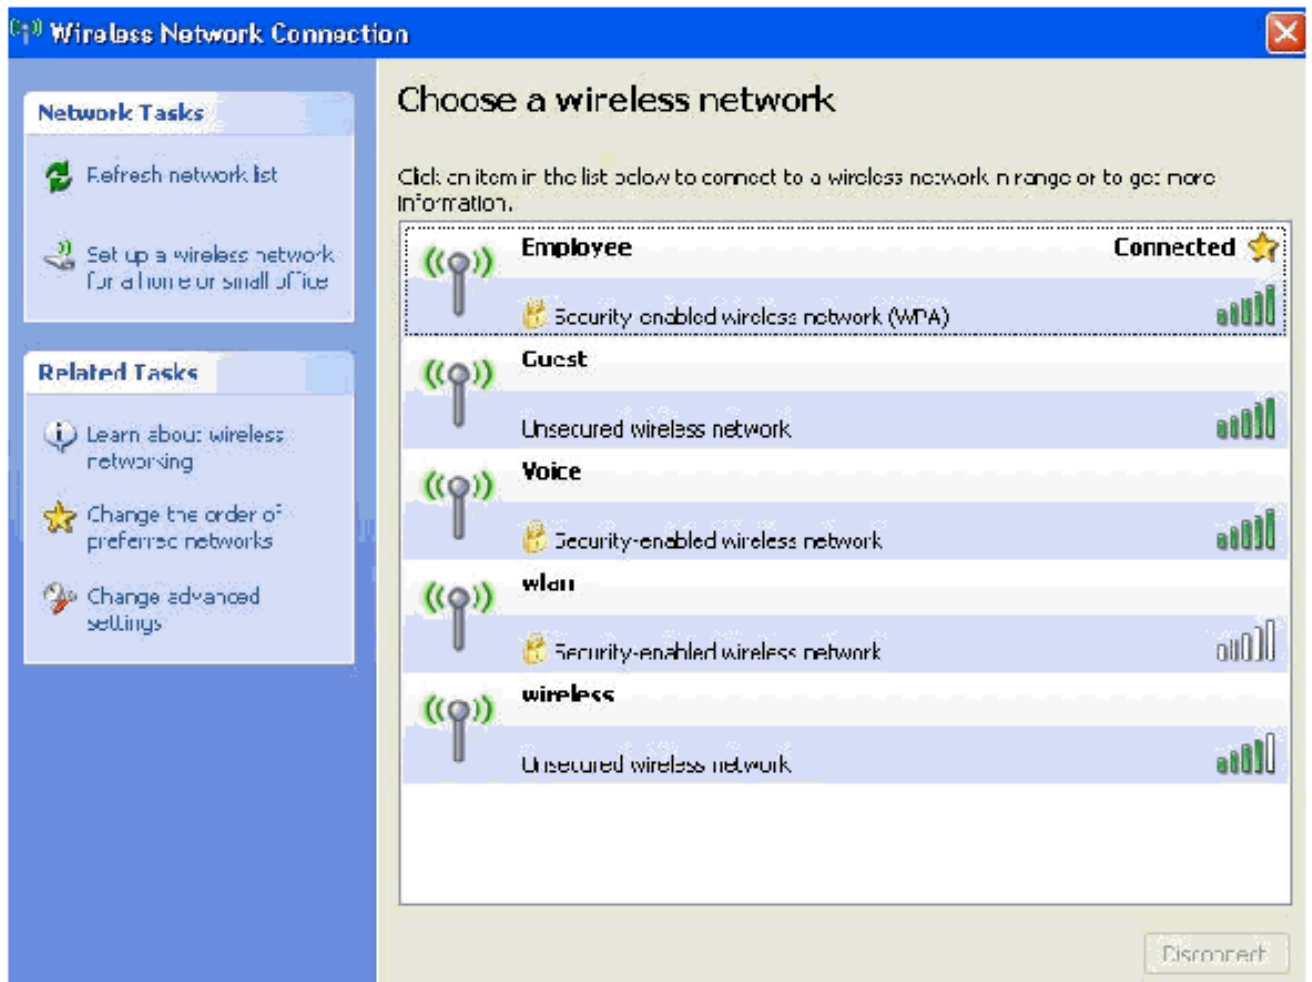 Wireless Network Connection
Network Tasks
Refresh network list
Set up a wireless network
for a home or small office
Related Tasks
Learn about wireless
networking
Change the order of
preferred networks
Change advanced
settings
Choose a wireless network
Click an item in the list below to connect to a wireless network in range or to get more
information.
Employee Connected
Security-enabled wireless network (WPA)
Guest
Unsecured wireless network
Voice
Security-enabled wireless network
wlan
Security-enabled wireless network
wireless
Unsecured wireless network
Disconnect